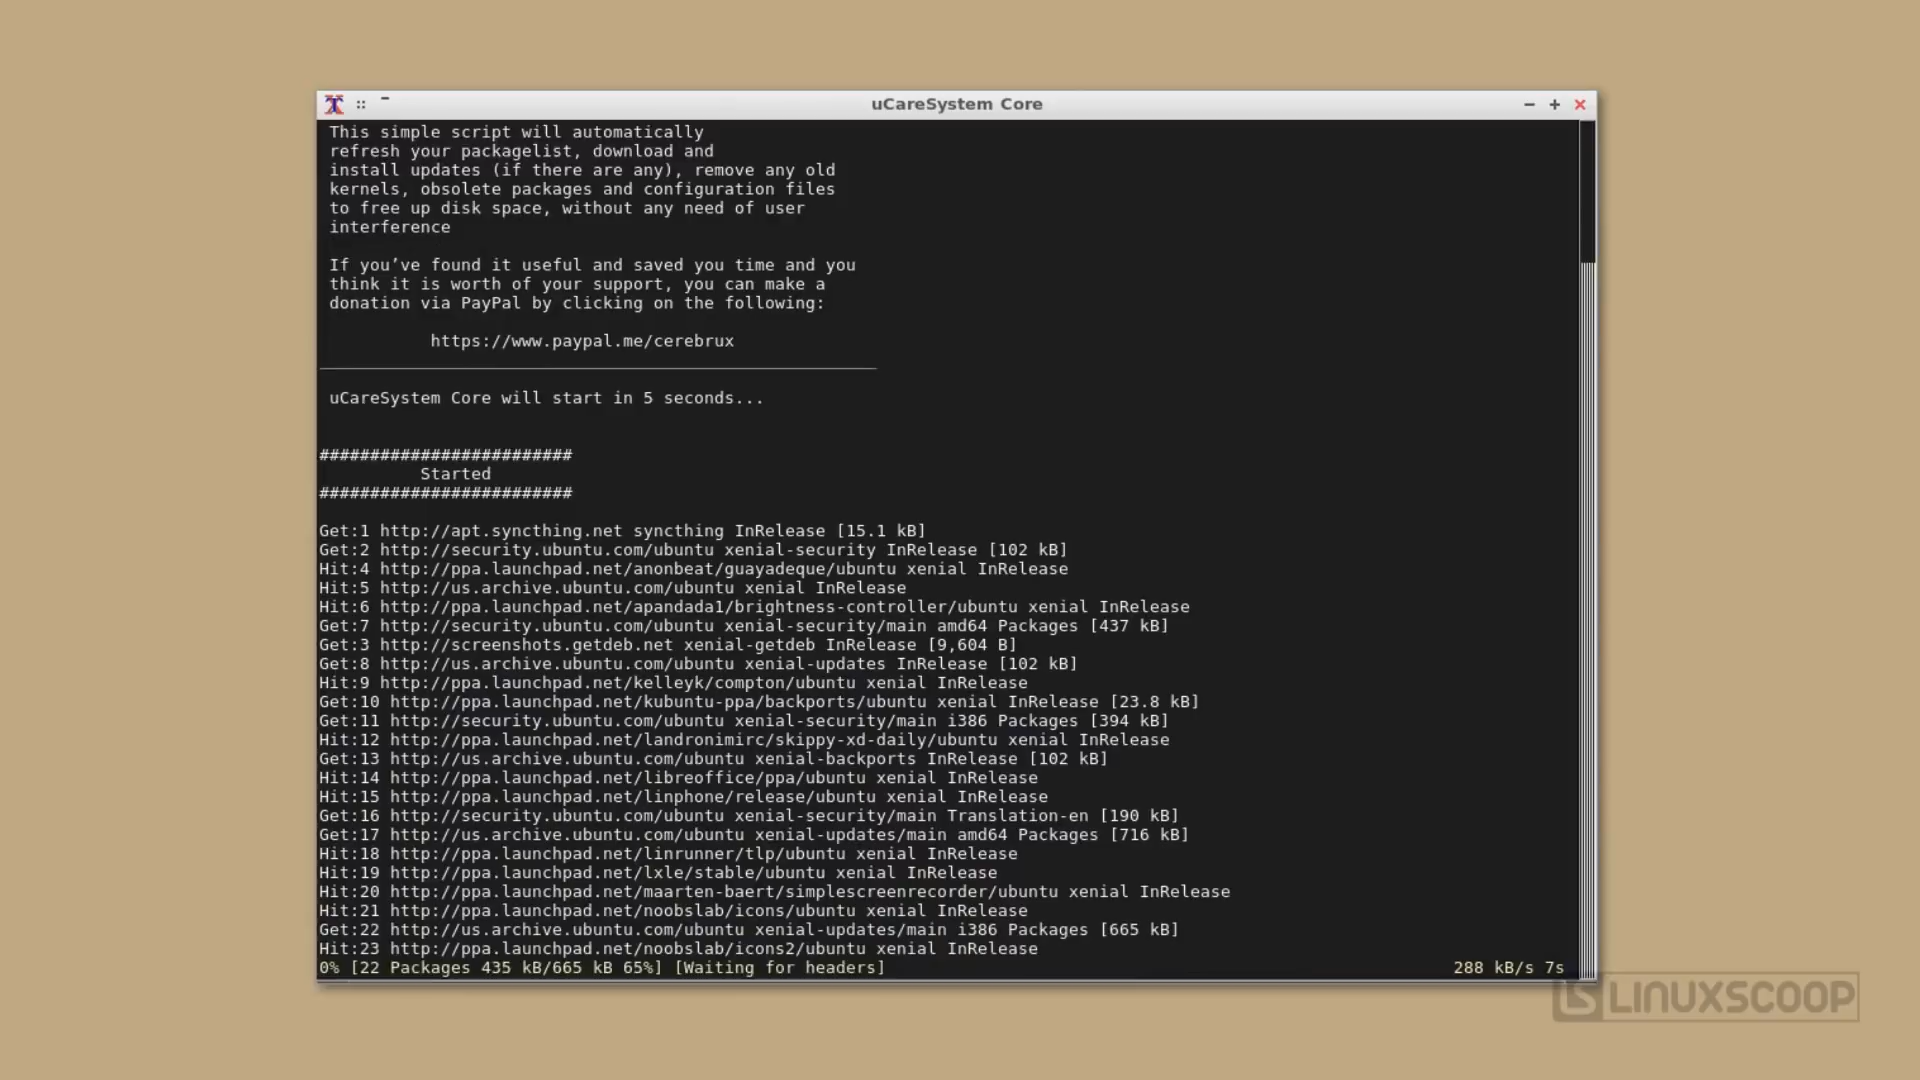 uCareSystem Core
This simple script will automatically
refresh your packagelist, download and
install updates (if there are any), remove any old
kernels, obsolete packages and configuration files
to free up disk space, without any need of user
interference
If you’ve found it useful and saved you time and you
think it is worth of your support, you can make a
donation via PayPal by clicking on the following:
https://www.paypal.me/cerebrux
uCareSystem Core will start in 5 seconds...
#########################
Started
#########################
Get:1 http://apt.syncthing.net syncthing InRelease [15.1 kB]
Get:2 http://security.ubuntu.com/ubuntu xenial-security InRelease [102 kB]
Hit:4 http://ppa.launchpad.net/anonbeat/guayadeque/ubuntu xenial InRelease
Hit:5 http://us.archive.ubuntu.com/ubuntu xenial InRelease
Hit:6 http://ppa.launchpad.net/apandada1/brightness-controller/ubuntu xenial InRelease
Get:7 http://security.ubuntu.com/ubuntu xenial-security/main amd64 Packages [437 kB]
Get:3 http://screenshots.getdeb.net xenial-getdeb InRelease [9,604 B]
Get:8 http://us.archive.ubuntu.com/ubuntu xenial-updates InRelease [102 kB]
Hit:9 http://ppa.launchpad.net/kelleyk/compton/ubuntu xenial InRelease
Get:10 http://ppa.launchpad.net/kubuntu-ppa/backports/ubuntu xenial InRelease [23.8 kB]
Get:11 http://security.ubuntu.com/ubuntu xenial-security/main i386 Packages [394 kB]
Hit:12 http://ppa.launchpad.net/landronimirc/skippy-xd-daily/ubuntu xenial InRelease
Get:13 http://us.archive.ubuntu.com/ubuntu xenial-backports InRelease [102 kB]
Hit:14 http://ppa.launchpad.net/libreoffice/ppa/ubuntu xenial InRelease
Hit:15 http://ppa.launchpad.net/linphone/release/ubuntu xenial InRelease
Get:16 http://security.ubuntu.com/ubuntu xenial-security/main Translation-en [190 kB]
Get:17 http://us.archive.ubuntu.com/ubuntu xenial-updates/main amd64 Packages [716 kB]
Hit:18 http://ppa.launchpad.net/linrunner/tlp/ubuntu xenial InRelease
Hit:19 http://ppa.launchpad.net/lxle/stable/ubuntu xenial InRelease
Hit:20 http://ppa.launchpad.net/maarten-baert/simplescreenrecorder/ubuntu xenial InRelease
Hit:21 http://ppa.launchpad.net/noobslab/icons/ubuntu xenial InRelease
Get:22 http://us.archive.ubuntu.com/ubuntu xenial-updates/main i386 Packages [665 kB]
Hit:23 http://ppa.launchpad.net/noobslab/icons2/ubuntu xenial InRelease
0% [22 Packages 435 kB/665 kB 65%] [Waiting for headers] 288 kB/s 7s
LINUXSCOOP